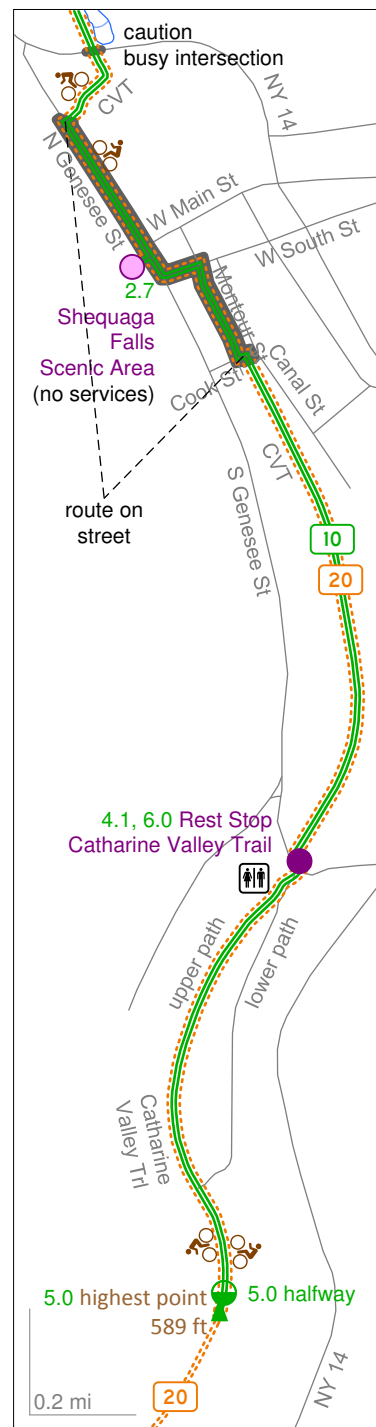 caution
busy intersection
CVT
NY 14
N Genesee St
W Main St
W South St
2.7
Shequaga
Falls
Scenic Area
(no services)
Montour St
Canal St
Cook St
CVT
S Genesee St
route on
street
10
20
4.1, 6.0 Rest Stop
Catharine Valley Trail
upper path
lower path
Catharine
Valley Trl
5.0 highest point
589 ft
5.0 halfway
0.2 mi
20
NY 14